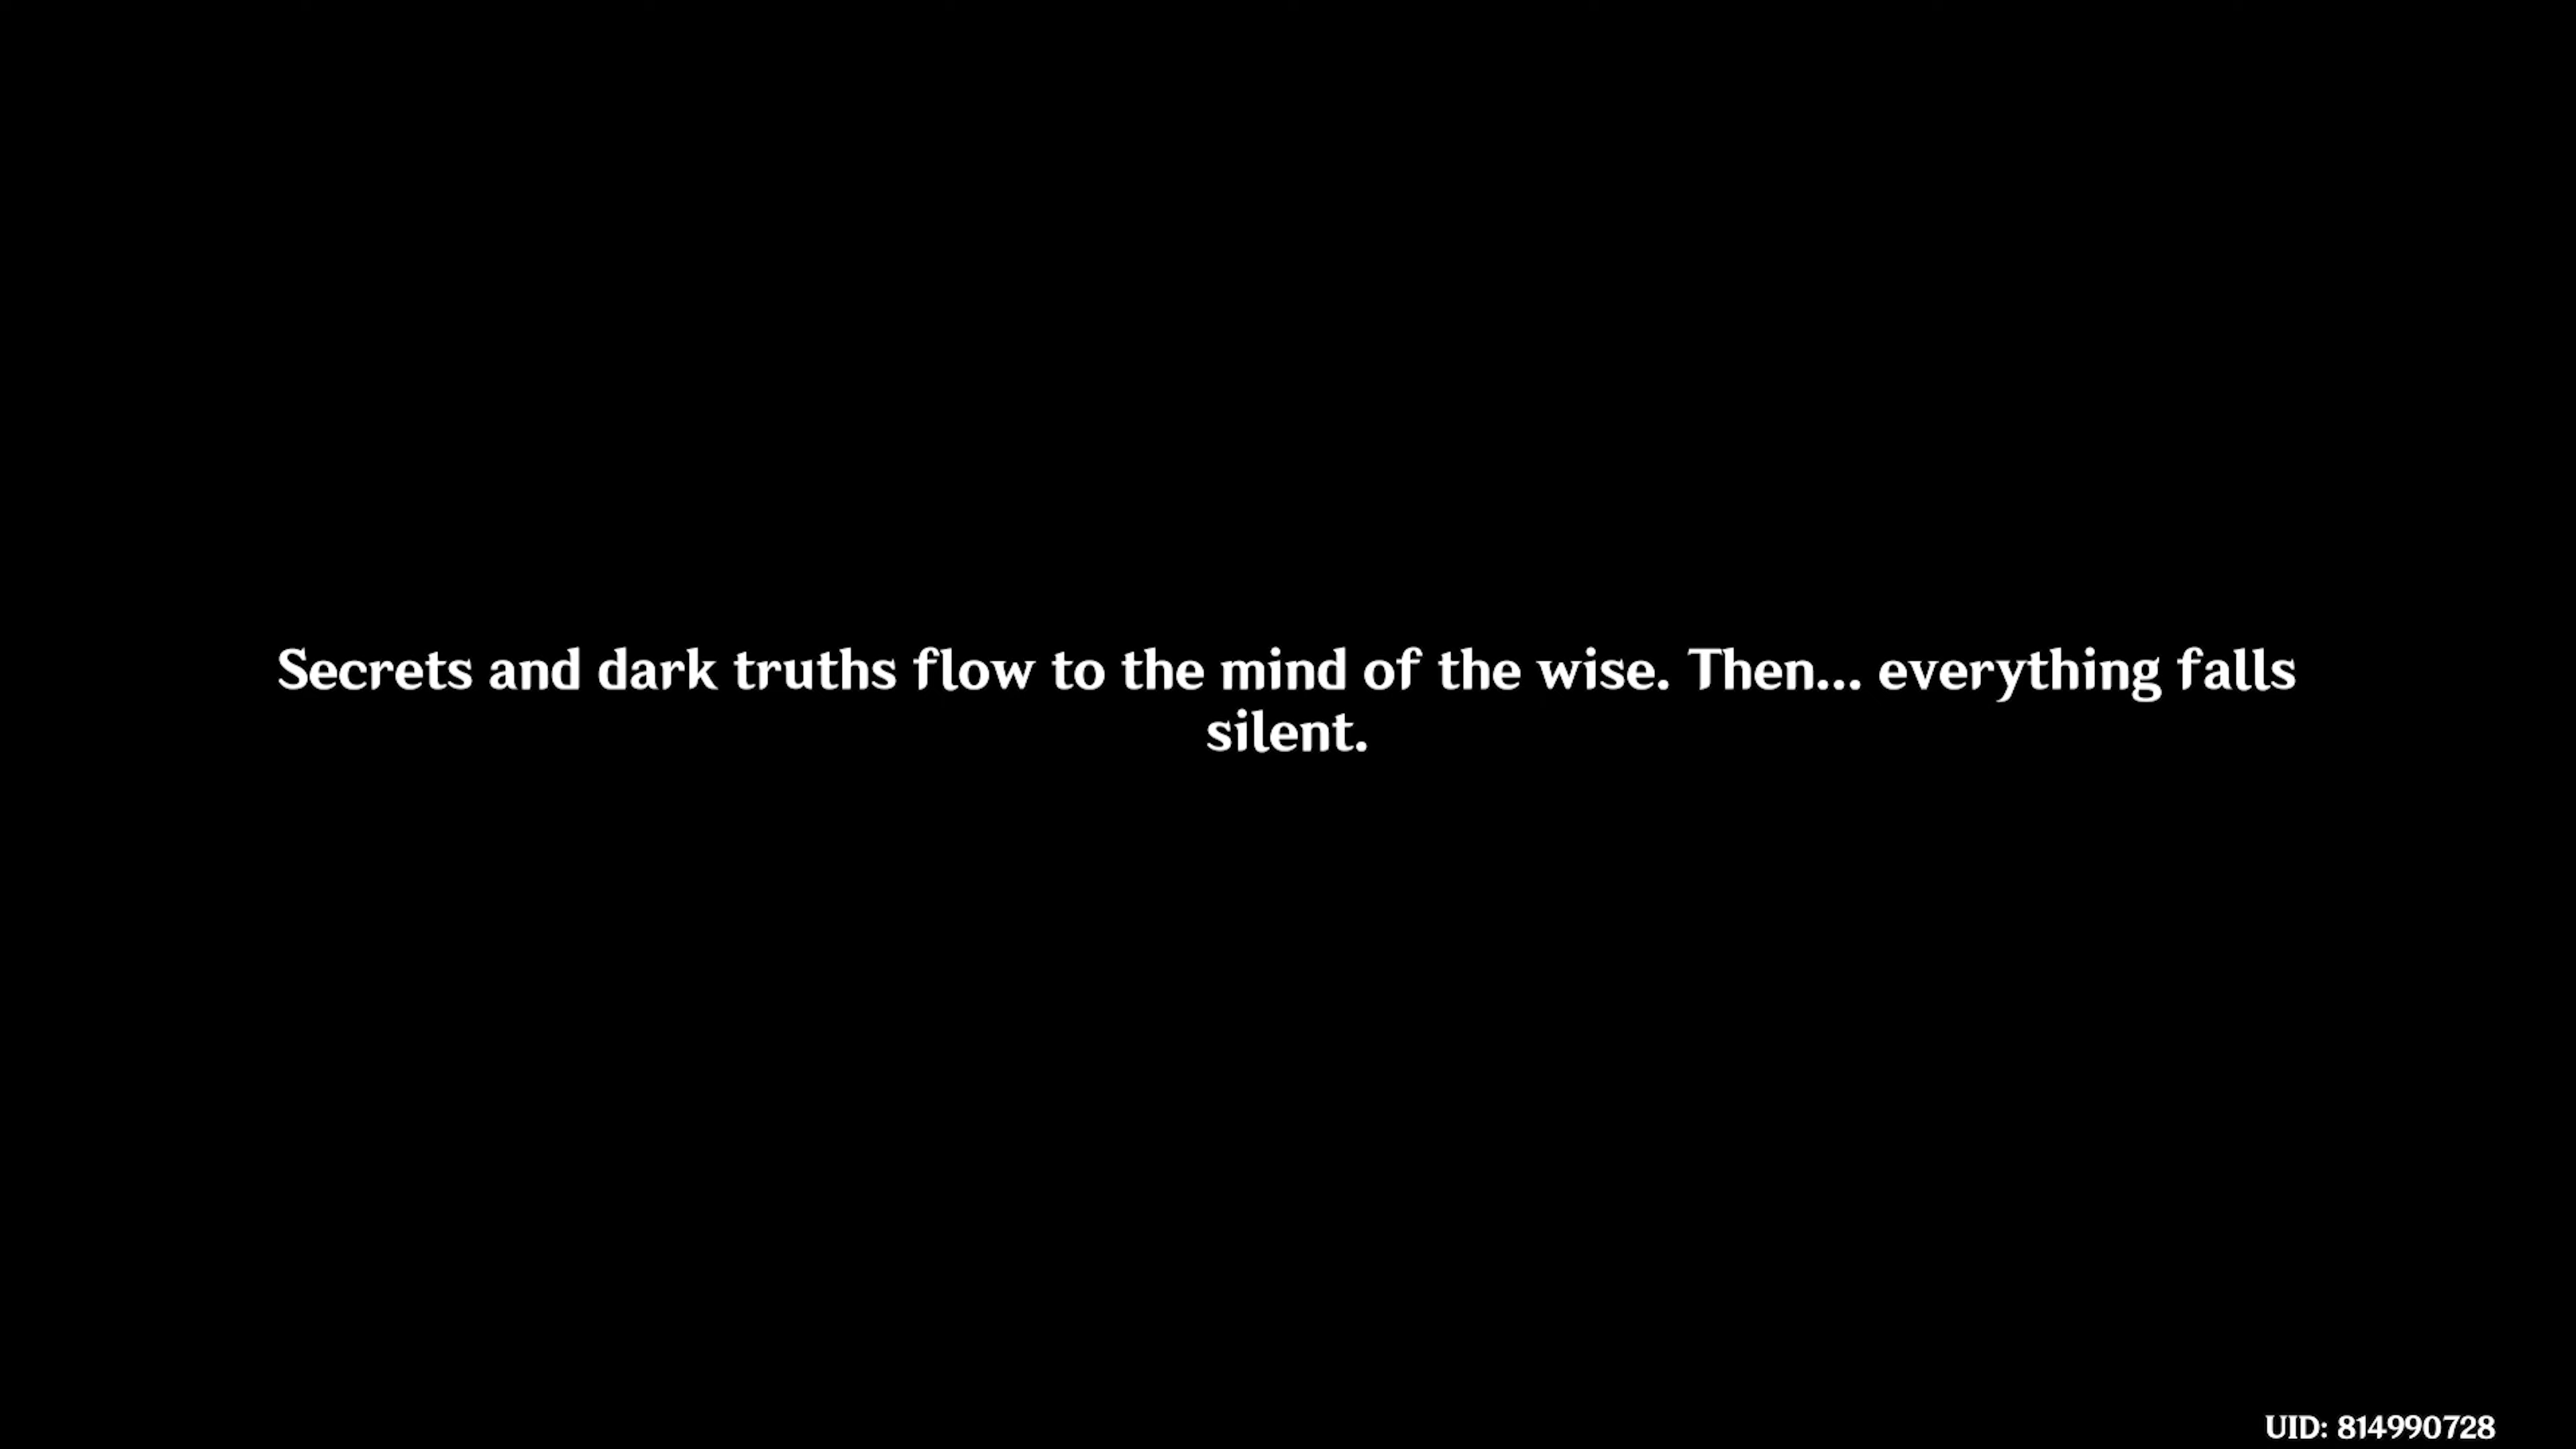 Secrets and dark truths flow to the mind of the wise. Then... everything falls
silent.
UID: 814990728